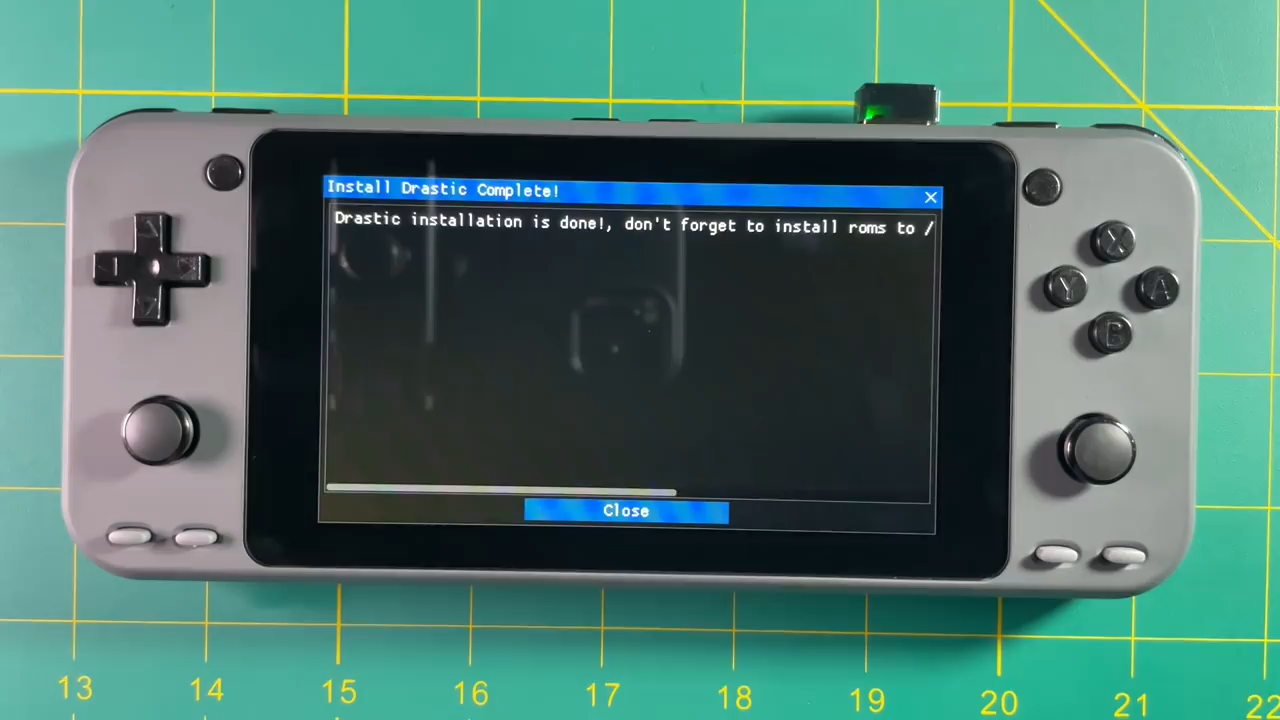 Install Drastic Complete!
Drastic installation is done!, don't forget to install roms to /
Close
X
Y
A
B
13 14 15 16 17 18 19 20 21 22